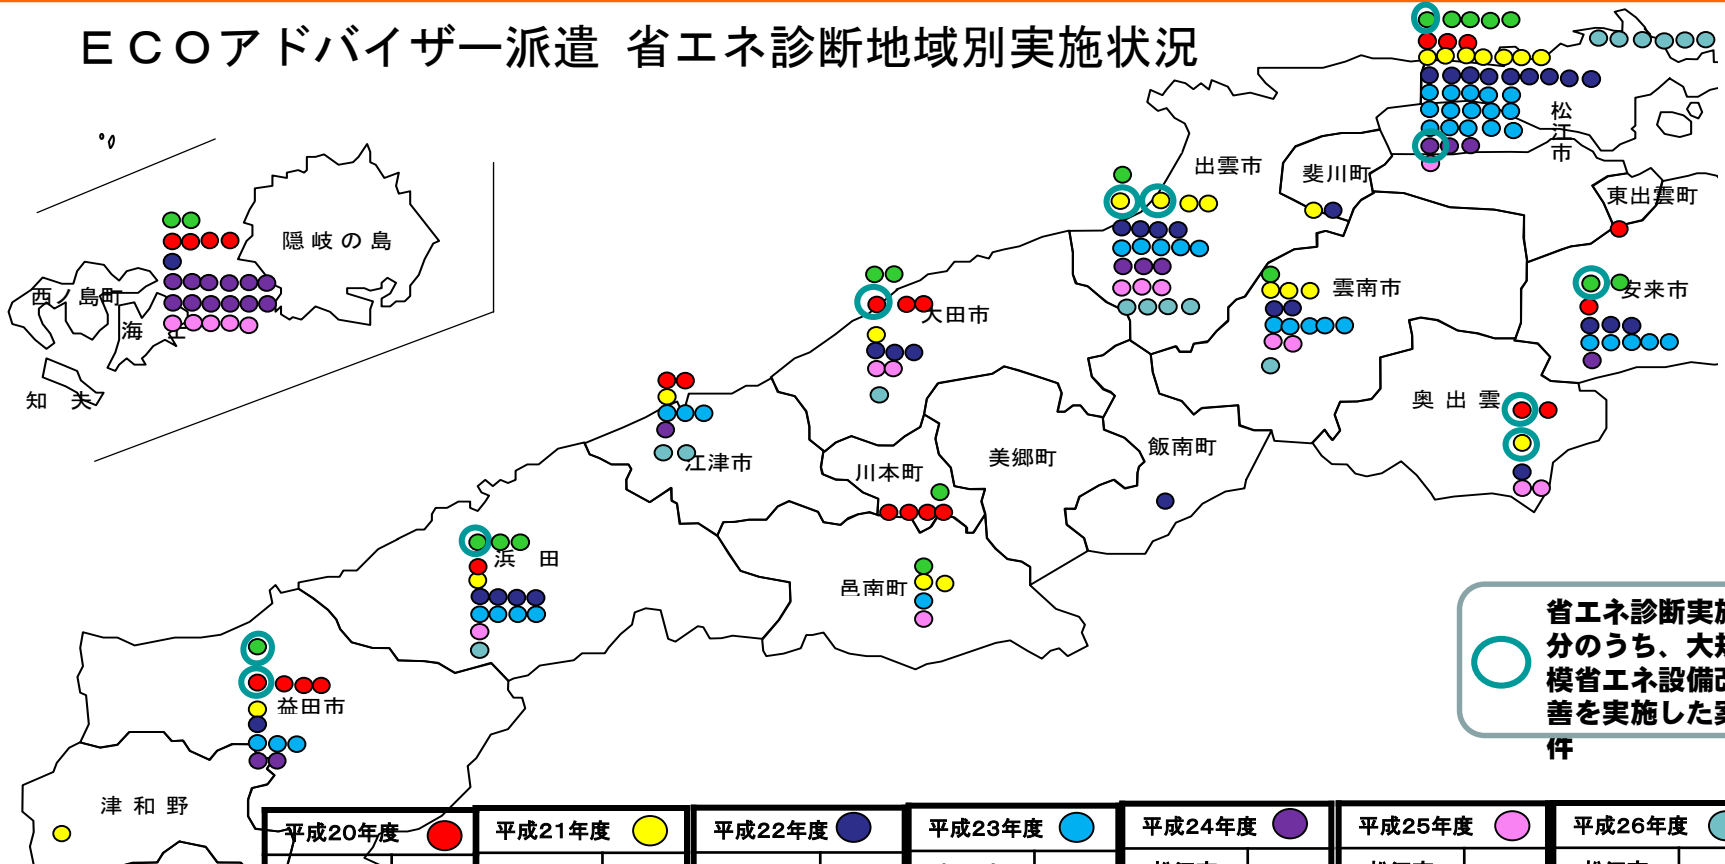 ＥＣＯアドバイザー派遣 省エネ診断地域別実施状況
松江市
出雲市
斐川町
東出雲町
隠岐の島
西ノ島町
海 士
知 夫
雲南市
安来市
大田市
奥出雲
飯南町
美郷町
川本町
江津市
浜 田
邑南町
益田市
津和野
省エネ診断実施
分のうち、大規
模省エネ設備改
善を実施した案
件
平成20年度
平成21年度
平成22年度
平成23年度
平成24年度
平成25年度
平成26年度